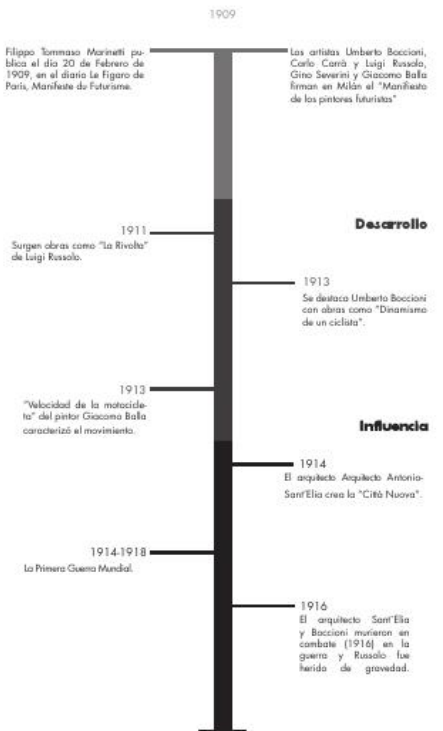 1909
Filippo Tommaso Marinetti pu-
blica el día 20 de Febrero de
1909, en el diario Le Figaro de
París, Manifeste du Futurisme.
Los artistas Umberto Boccioni,
Carlo Carrà y Luigi Russolo,
Gino Severini y Giacomo Balla
firman en Milán el "Manifiesto
de los pintores futuristas"
Desarrollo
1911
Surgen obras como "La Rivolta"
de Luigi Russolo.
1913
Se destaca Umberto Boccioni
con obras como "Dinamismo
de un ciclista".
1913
"Velocidad de la motocicle-
ta" del pintor Giacomo Balla
caracterizó el movimiento.
Influencia
1914
El arquitecto Arquitecto Antonio-
Sant'Elia crea la "Città Nuova".
1914-1918
La Primera Guerra Mundial.
1916
El arquitecto Sant'Elia
y Boccioni murieron en
combate (1916) en la
guerra y Russolo fue
herido de gravedad.